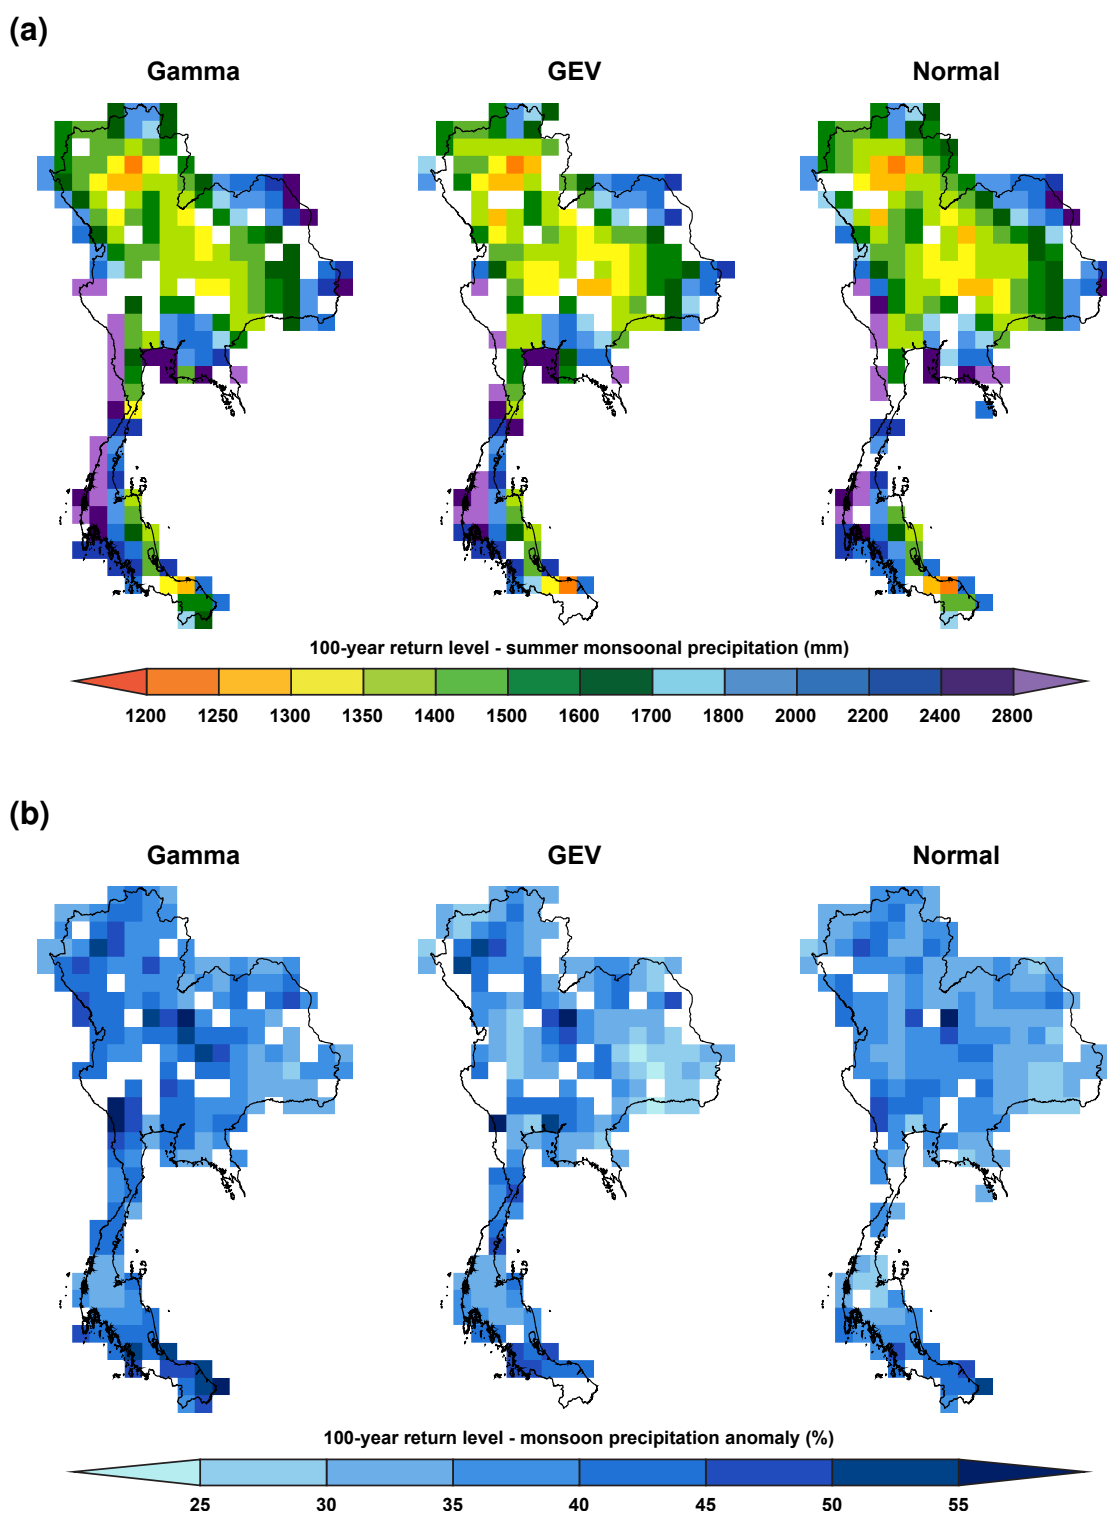 (a)
Gamma GEV Normal
100-year return level - summer monsoonal precipitation (mm)
1200 1250 1300 1350 1400 1500 1600 1700 1800 2000 2200 2400 2800
(b)
Gamma GEV Normal
100-year return level - monsoon precipitation anomaly (%)
25 30 35 40 45 50 55